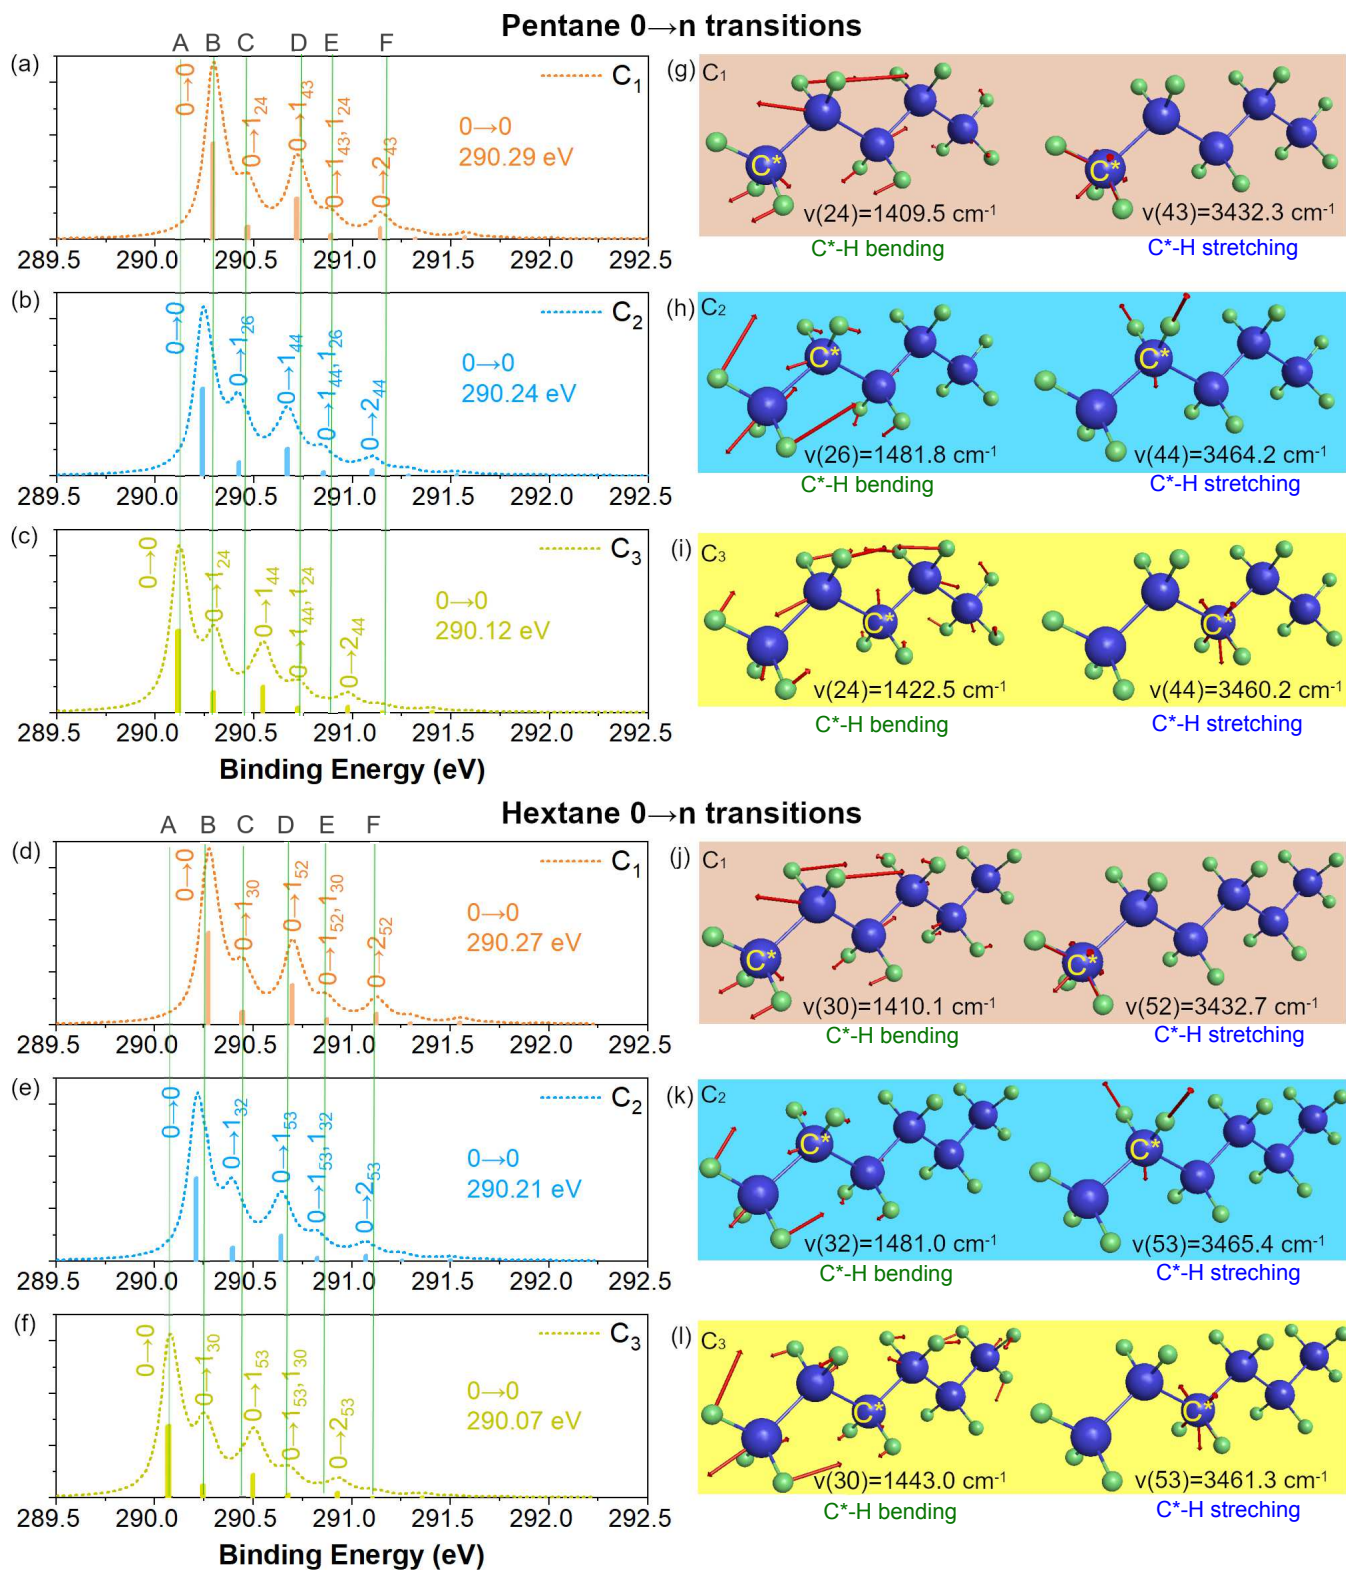 Pentane 0→n transitions
A B C D E F
(a)
0→0
0→1₂₄
0→1₄₃
0→1₄₃,1₂₄
0→2₄₃
C₁
0→0
290.29 eV
289.5 290.0 290.5 291.0 291.5 292.0 292.5
(b)
0→0
0→1₂₆
0→1₄₄
0→1₄₄,1₂₆
0→2₄₄
C₂
0→0
290.24 eV
289.5 290.0 290.5 291.0 291.5 292.0 292.5
(c)
0→0
0→1₂₄
0→1₄₄
0→1₄₄,1₂₄
0→2₄₄
C₃
0→0
290.12 eV
289.5 290.0 290.5 291.0 291.5 292.0 292.5
Binding Energy (eV)
(g) C₁
C* C*
v(24)=1409.5 cm⁻¹ v(43)=3432.3 cm⁻¹
C*-H bending C*-H stretching
(h) C₂
C* C*
v(26)=1481.8 cm⁻¹ v(44)=3464.2 cm⁻¹
C*-H bending C*-H stretching
(i) C₃
C* C*
v(24)=1422.5 cm⁻¹ v(44)=3460.2 cm⁻¹
C*-H bending C*-H stretching
Hextane 0→n transitions
A B C D E F
(d)
0→0
0→1₃₀
0→1₅₂
0→1₅₂,1₃₀
0→2₅₂
C₁
0→0
290.27 eV
289.5 290.0 290.5 291.0 291.5 292.0 292.5
(e)
0→0
0→1₃₂
0→1₅₃
0→1₅₃,1₃₂
0→2₅₃
C₂
0→0
290.21 eV
289.5 290.0 290.5 291.0 291.5 292.0 292.5
(f)
0→0
0→1₃₀
0→1₅₃
0→1₅₃,1₃₀
0→2₅₃
C₃
0→0
290.07 eV
289.5 290.0 290.5 291.0 291.5 292.0 292.5
Binding Energy (eV)
(j) C₁
C* C*
v(30)=1410.1 cm⁻¹ v(52)=3432.7 cm⁻¹
C*-H bending C*-H stretching
(k) C₂
C* C*
v(32)=1481.0 cm⁻¹ v(53)=3465.4 cm⁻¹
C*-H bending C*-H streching
(l) C₃
C* C*
v(30)=1443.0 cm⁻¹ v(53)=3461.3 cm⁻¹
C*-H bending C*-H streching